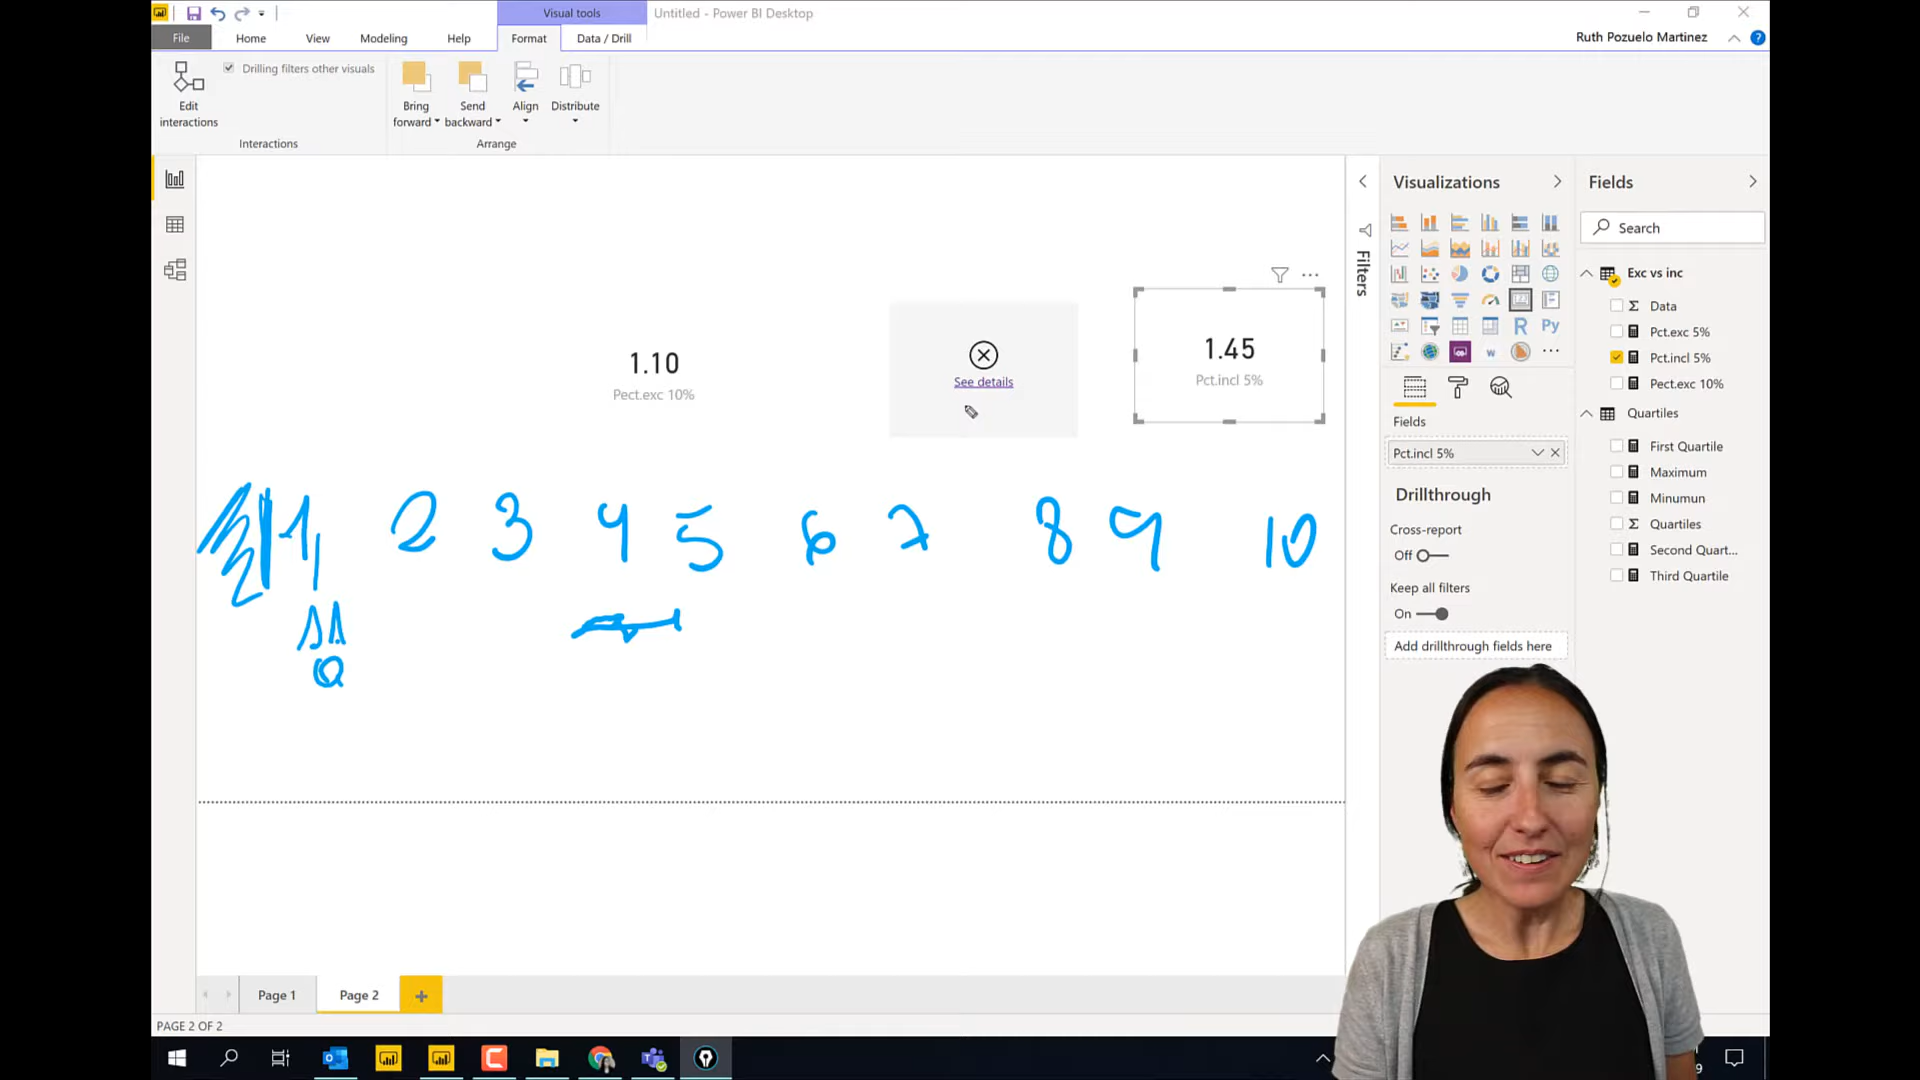 Visual tools
Untitled - Power BI Desktop
File
Home
View
Modeling
Help
Format
Data / Drill
Ruth Pozuelo Martinez
?
Edit
interactions
Drilling filters other visuals
Bring
forward
Send
backward
Align
Distribute
Interactions
Arrange
1.10
Pect.exc 10%
See details
1.45
Pct.incl 5%
1 2 3 4 5 6 7 8 9 10
Filters
Visualizations
R
Py
Fields
Pct.incl 5%
Drillthrough
Cross-report
Off
Keep all filters
On
Add drillthrough fields here
Fields
Search
Exc vs inc
Data
Pct.exc 5%
Pct.incl 5%
Pect.exc 10%
Quartiles
First Quartile
Maximum
Minumun
Quartiles
Second Quart...
Third Quartile
Page 1
Page 2
PAGE 2 OF 2